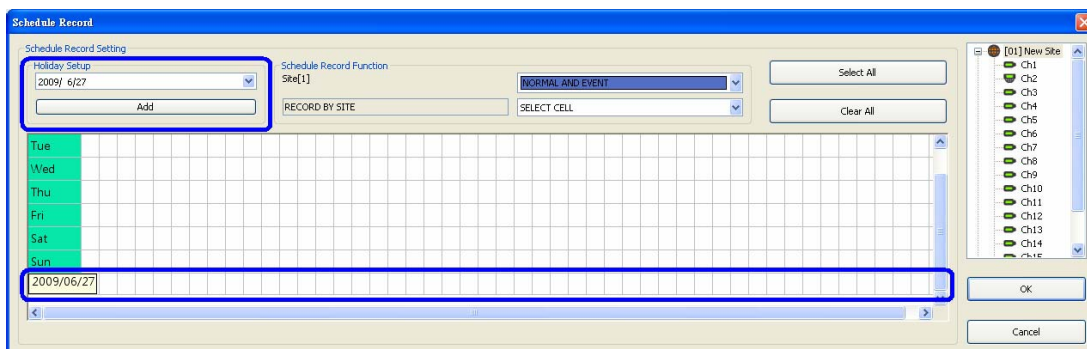 Schedule Record
Schedule Record Setting
Holiday Setup
2009/ 6/27
Add
Schedule Record Function
Site[1]
NORMAL AND EVENT
RECORD BY SITE
SELECT CELL
Select All
Clear All
Tue
Wed
Thu
Fri
Sat
Sun
2009/06/27
[01] New Site
Ch1
Ch2
Ch3
Ch4
Ch5
Ch6
Ch7
Ch8
Ch9
Ch10
Ch11
Ch12
Ch13
Ch14
Ch15
OK
Cancel